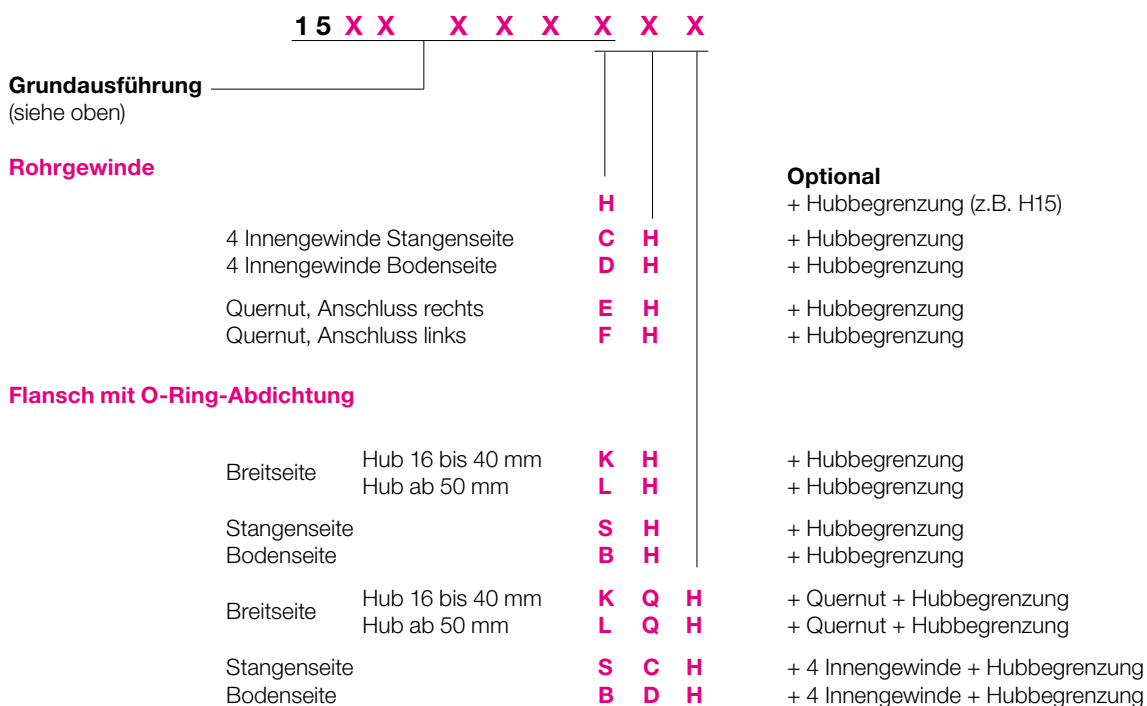 15 X X X X X X X X
Grundausführung
(siehe oben)
Rohrgewinde
Optional
H + Hubbegrenzung (z.B. H15)
4 Innengewinde Stangenseite C H + Hubbegrenzung
4 Innengewinde Bodenseite D H + Hubbegrenzung
Quernut, Anschluss rechts E H + Hubbegrenzung
Quernut, Anschluss links F H + Hubbegrenzung
Flansch mit O-Ring-Abdichtung
Breitseite Hub 16 bis 40 mm K H + Hubbegrenzung
Hub ab 50 mm L H + Hubbegrenzung
Stangenseite S H + Hubbegrenzung
Bodenseite B H + Hubbegrenzung
Breitseite Hub 16 bis 40 mm K Q H + Quernut + Hubbegrenzung
Hub ab 50 mm L Q H + Quernut + Hubbegrenzung
Stangenseite S C H + 4 Innengewinde + Hubbegrenzung
Bodenseite B D H + 4 Innengewinde + Hubbegrenzung